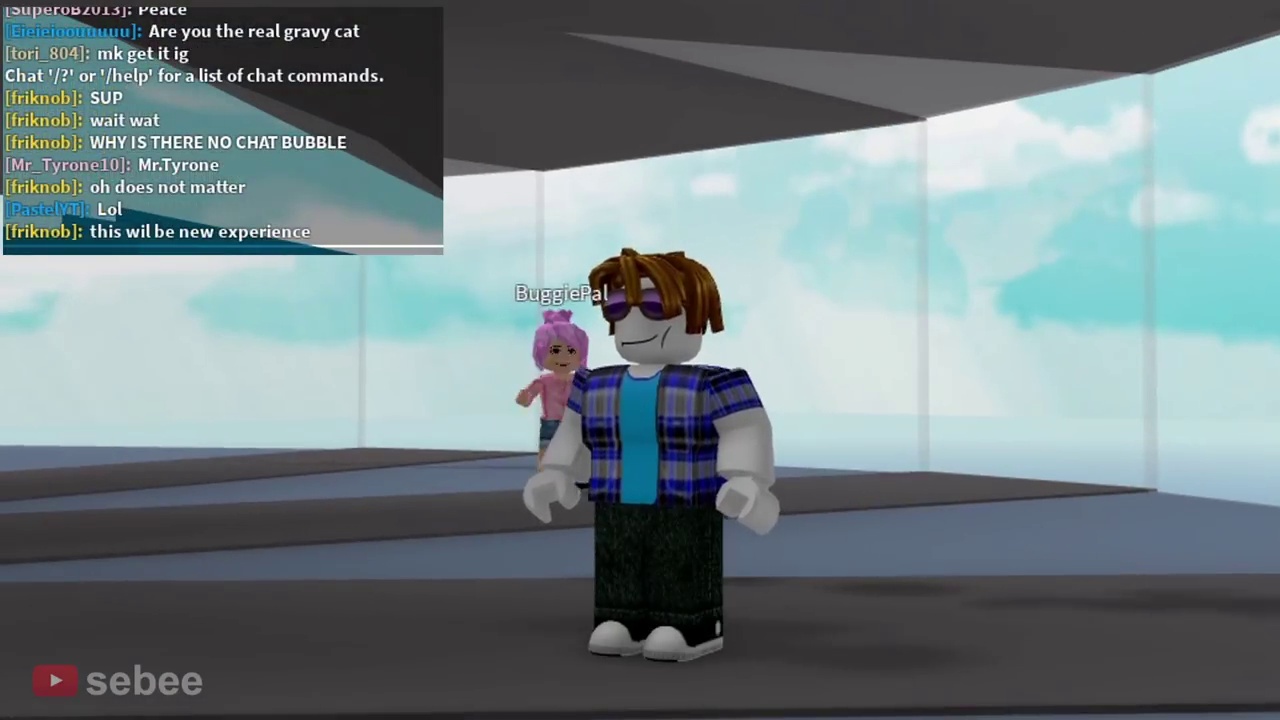 [SuperoB2013]: Peace
[Eieieioouuuuu]: Are you the real gravy cat
[tori_804]: mk get it ig
Chat '/?' or '/help' for a list of chat commands.
[friknob]: SUP
[friknob]: wait wat
[friknob]: WHY IS THERE NO CHAT BUBBLE
[Mr_Tyrone10]: Mr.Tyrone
[friknob]: oh does not matter
[PastelYT]: Lol
[friknob]: this wil be new experience
BuggiePal
sebee